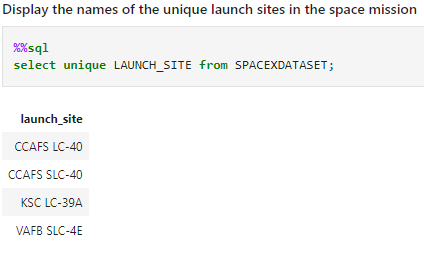 Display the names of the unique launch sites in the space mission
%%sql
select unique LAUNCH_SITE from SPACEXDATASET;
launch_site
CCAFS LC-40
CCAFS SLC-40
KSC LC-39A
VAFB SLC-4E